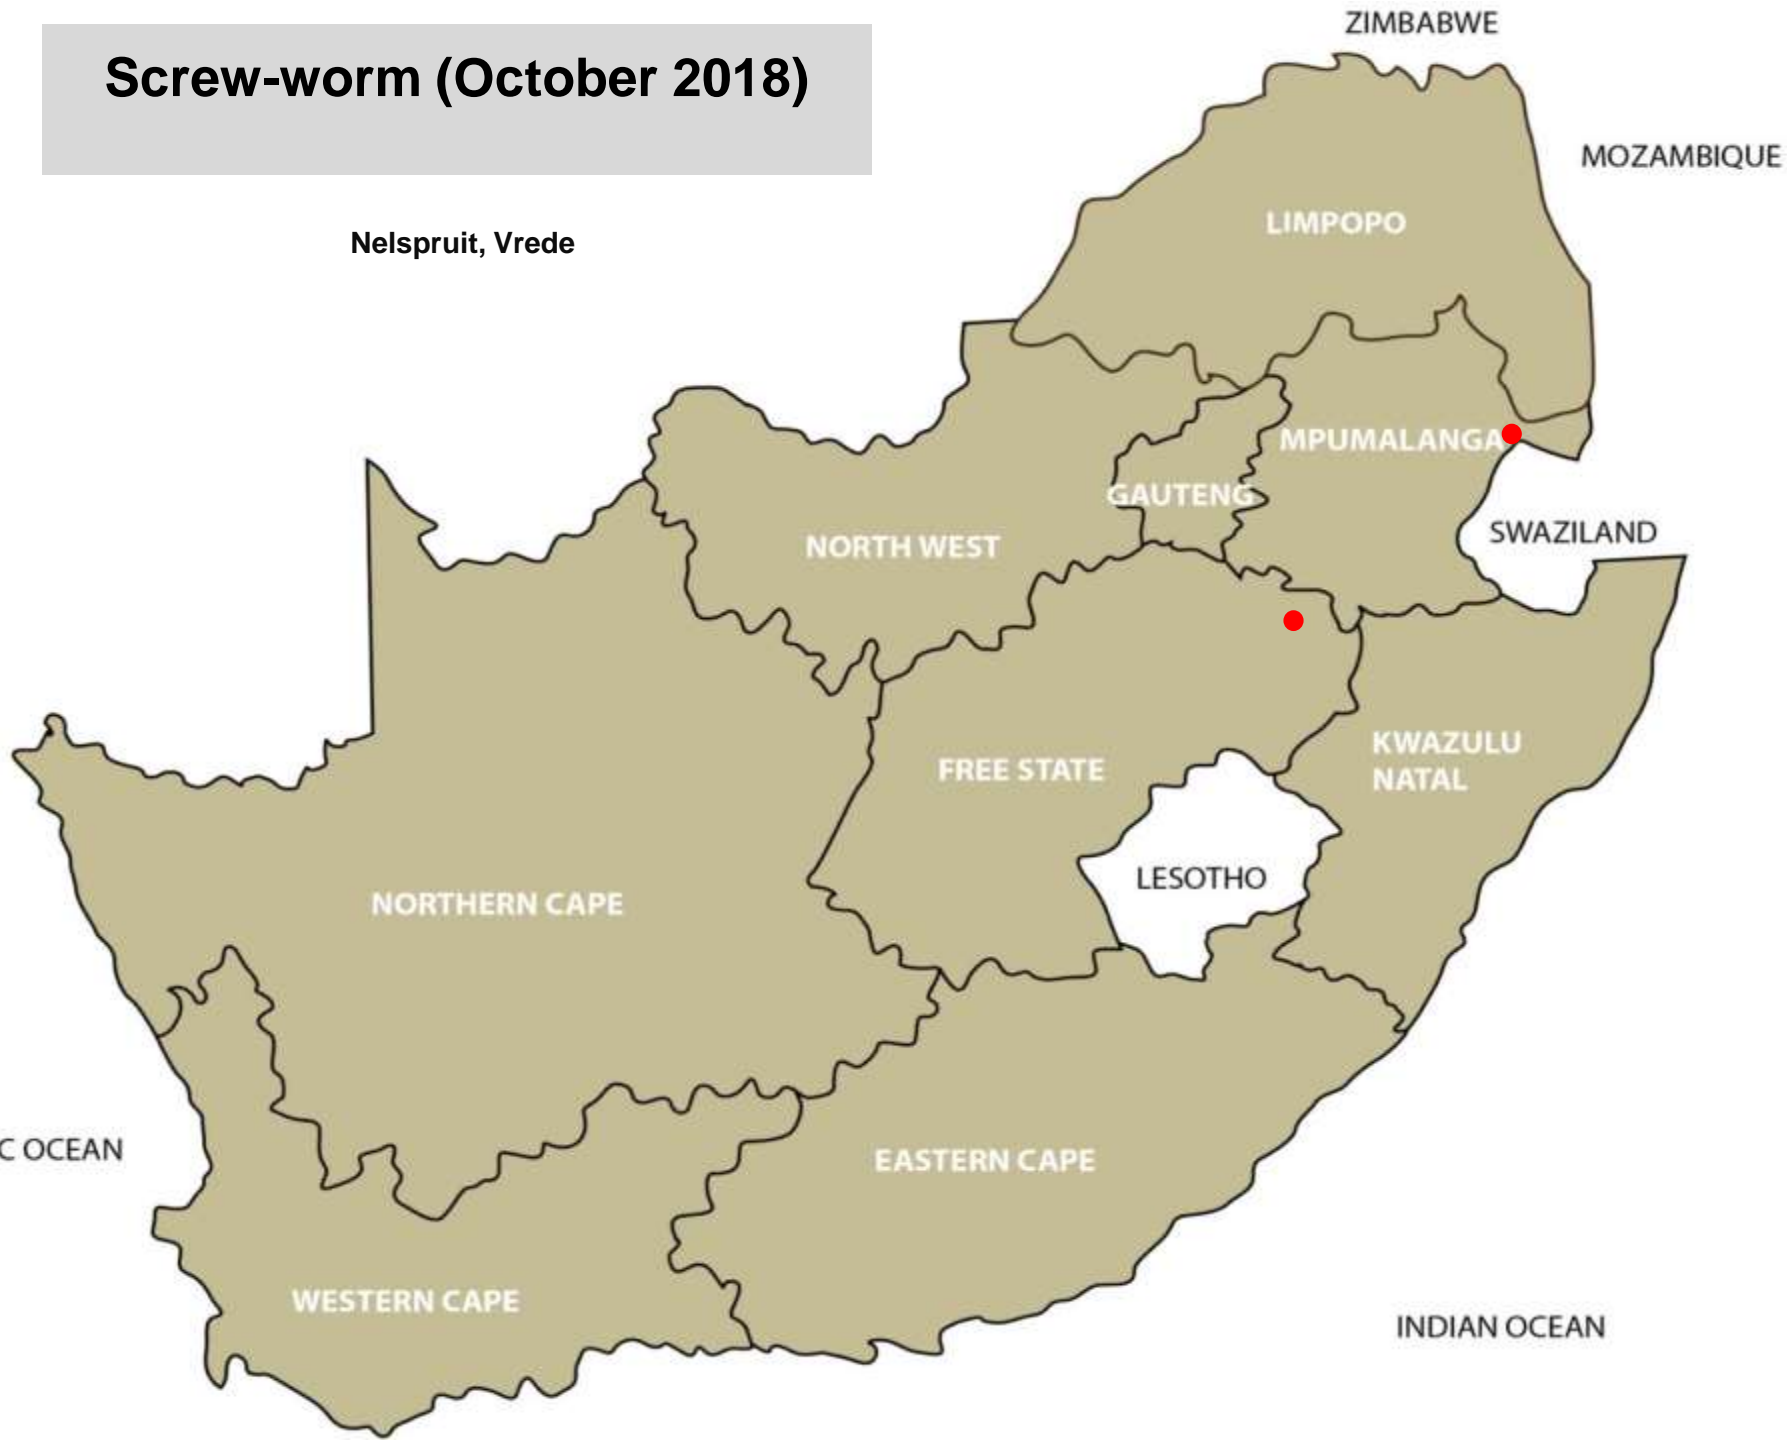 ZIMBABWE
Screw-worm (October 2018)
MOZAMBIQUE
LIMPOPO
Nelspruit, Vrede
MPUMALANGA
GAUTENG
SWAZILAND
NORTH WEST
KWAZULU
NATAL
FREE STATE
LESOTHO
NORTHERN CAPE
C OCEAN
EASTERN CAPE
WESTERN CAPE
INDIAN OCEAN